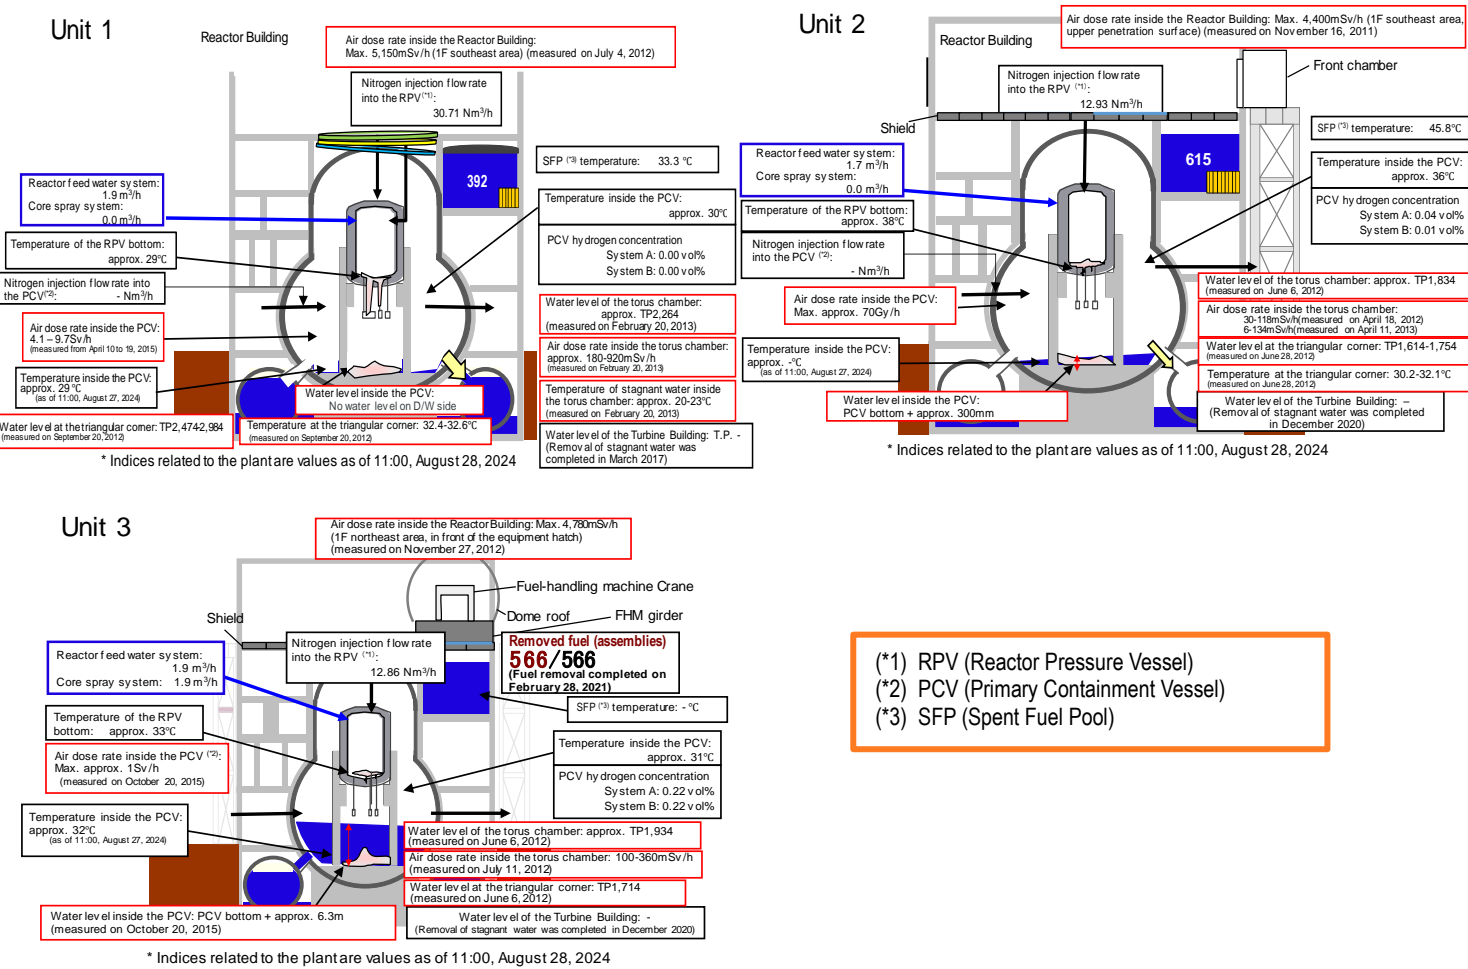 Unit 1
Reactor Building
Air dose rate inside the Reactor Building:
Max. 5,150mSv/h (1F southeast area) (measured on July 4, 2012)
Nitrogen injection flow rate
into the RPV(*1):
30.71 Nm3/h
392
SFP (*3) temperature: 33.3 ℃
Reactor feed water system:
1.9 m3/h
Core spray system:
0.0 m3/h
Temperature inside the PCV:
approx. 30℃
PCV hydrogen concentration
System A: 0.00 vol%
System B: 0.00 vol%
Temperature of the RPV bottom:
approx. 29℃
Nitrogen injection flow rate into
the PCV(*2): - Nm3/h
Air dose rate inside the PCV:
4.1 – 9.7Sv/h
(measured from April 10 to 19, 2015)
Temperature inside the PCV:
approx. 29 ℃
(as of 11:00, August 27, 2024)
Water level of the torus chamber:
approx. TP2,264
(measured on February 20, 2013)
Air dose rate inside the torus chamber:
approx. 180-920mSv/h
(measured on February 20, 2013)
Temperature of stagnant water inside
the torus chamber: approx. 20-23℃
(measured on February 20, 2013)
Water level inside the PCV:
No water level on D/W side
Water level at the triangular corner: TP2,474-2,984
(measured on September 20, 2012)
Temperature at the triangular corner: 32.4-32.6℃
(measured on September 20, 2012)
Water level of the Turbine Building: T.P. -
(Removal of stagnant water was
completed in March 2017)
* Indices related to the plant are values as of 11:00, August 28, 2024
Unit 2
Reactor Building
Air dose rate inside the Reactor Building: Max. 4,400mSv/h (1F southeast area,
upper penetration surface) (measured on November 16, 2011)
Front chamber
Nitrogen injection flow rate
into the RPV (*1):
12.93 Nm3/h
Shield
615
SFP (*3) temperature: 45.8℃
Reactor feed water system:
1.7 m3/h
Core spray system:
0.0 m3/h
Temperature inside the PCV:
approx. 36℃
PCV hydrogen concentration
System A: 0.04 vol%
System B: 0.01 vol%
Temperature of the RPV bottom:
approx. 38℃
Nitrogen injection flow rate
into the PCV (*2):
- Nm3/h
Air dose rate inside the PCV:
Max. approx. 70Gy/h
Temperature inside the PCV:
approx. -℃
(as of 11:00, August 27, 2024)
Water level of the torus chamber: approx. TP1,834
(measured on June 6, 2012)
Air dose rate inside the torus chamber:
30-118mSv/h(measured on April 18, 2012)
6-134mSv/h(measured on April 11, 2013)
Water level at the triangular corner: TP1,614-1,754
(measured on June 28, 2012)
Temperature at the triangular corner: 30.2-32.1℃
(measured on June 28, 2012)
Water level inside the PCV:
PCV bottom + approx. 300mm
Water level of the Turbine Building: –
(Removal of stagnant water was completed
in December 2020)
* Indices related to the plant are values as of 11:00, August 28, 2024
Unit 3
Air dose rate inside the Reactor Building: Max. 4,780mSv/h
(1F northeast area, in front of the equipment hatch)
(measured on November 27, 2012)
Fuel-handling machine Crane
Dome roof
FHM girder
Shield
Nitrogen injection flow rate
into the RPV (*1):
12.86 Nm3/h
Removed fuel (assemblies)
566/566
(Fuel removal completed on
February 28, 2021)
SFP (*3) temperature: - ℃
Reactor feed water system:
1.9 m3/h
Core spray system: 1.9 m3/h
Temperature of the RPV
bottom: approx. 33℃
Air dose rate inside the PCV (*2):
Max. approx. 1Sv/h
(measured on October 20, 2015)
Temperature inside the PCV:
approx. 31℃
PCV hydrogen concentration
System A: 0.22 vol%
System B: 0.22 vol%
Temperature inside the PCV:
approx. 32℃
(as of 11:00, August 27, 2024)
Water level of the torus chamber: approx. TP1,934
(measured on June 6, 2012)
Air dose rate inside the torus chamber: 100-360mSv/h
(measured on July 11, 2012)
Water level at the triangular corner: TP1,714
(measured on June 6, 2012)
Water level inside the PCV: PCV bottom + approx. 6.3m
(measured on October 20, 2015)
Water level of the Turbine Building: -
(Removal of stagnant water was completed in December 2020)
* Indices related to the plant are values as of 11:00, August 28, 2024
(*1) RPV (Reactor Pressure Vessel)
(*2) PCV (Primary Containment Vessel)
(*3) SFP (Spent Fuel Pool)